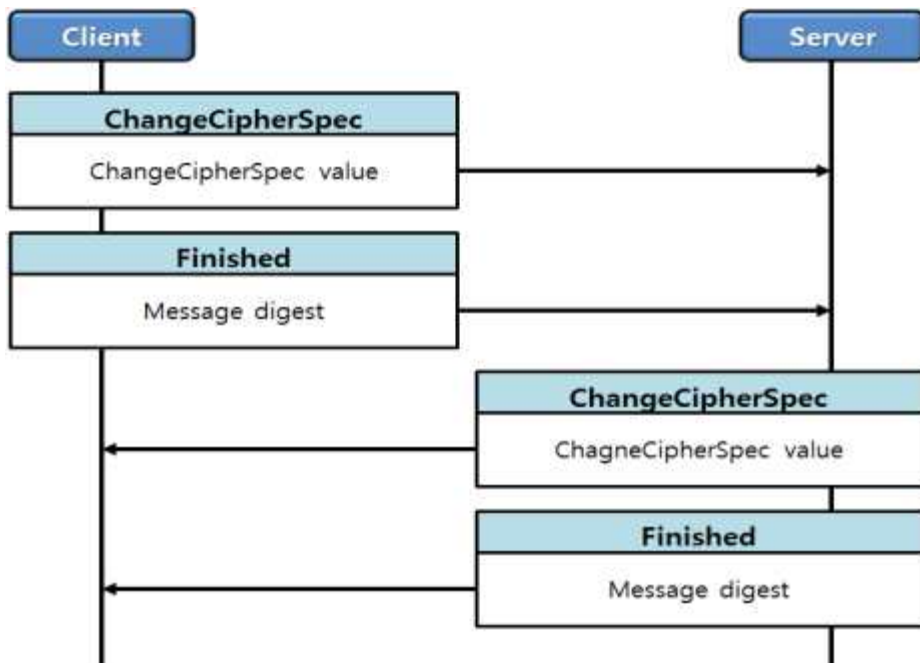 Client
Server
ChangeCipherSpec
ChangeCipherSpec value
Finished
Message digest
ChangeCipherSpec
ChagneCipherSpec value
Finished
Message digest